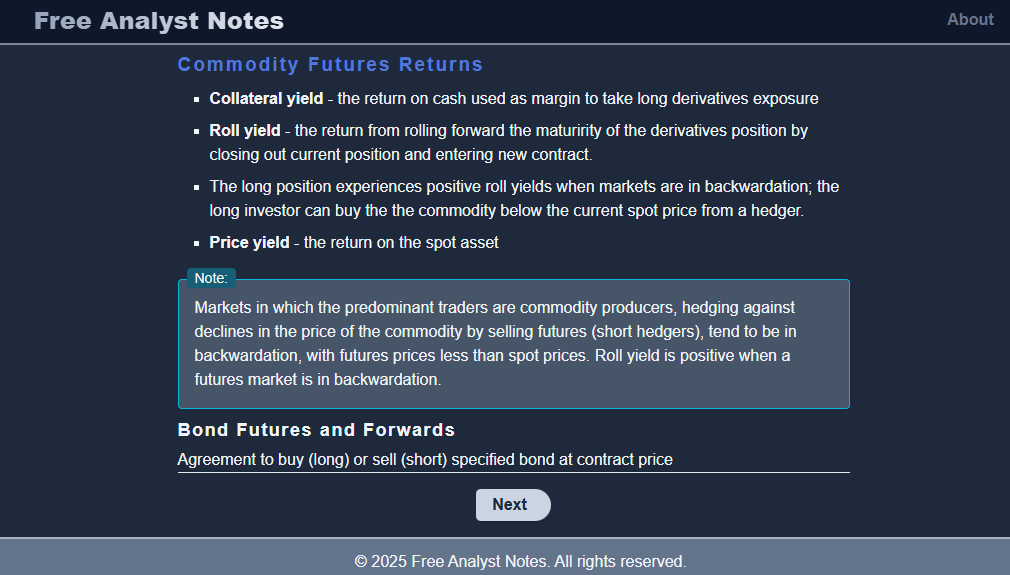 Free Analyst Notes
About
Commodity Futures Returns
▪ Collateral yield - the return on cash used as margin to take long derivatives exposure
▪ Roll yield - the return from rolling forward the maturirity of the derivatives position by
closing out current position and entering new contract.
▪ The long position experiences positive roll yields when markets are in backwardation; the
long investor can buy the the commodity below the current spot price from a hedger.
▪ Price yield - the return on the spot asset
Note:
Markets in which the predominant traders are commodity producers, hedging against
declines in the price of the commodity by selling futures (short hedgers), tend to be in
backwardation, with futures prices less than spot prices. Roll yield is positive when a
futures market is in backwardation.
Bond Futures and Forwards
Agreement to buy (long) or sell (short) specified bond at contract price
Next
© 2025 Free Analyst Notes. All rights reserved.